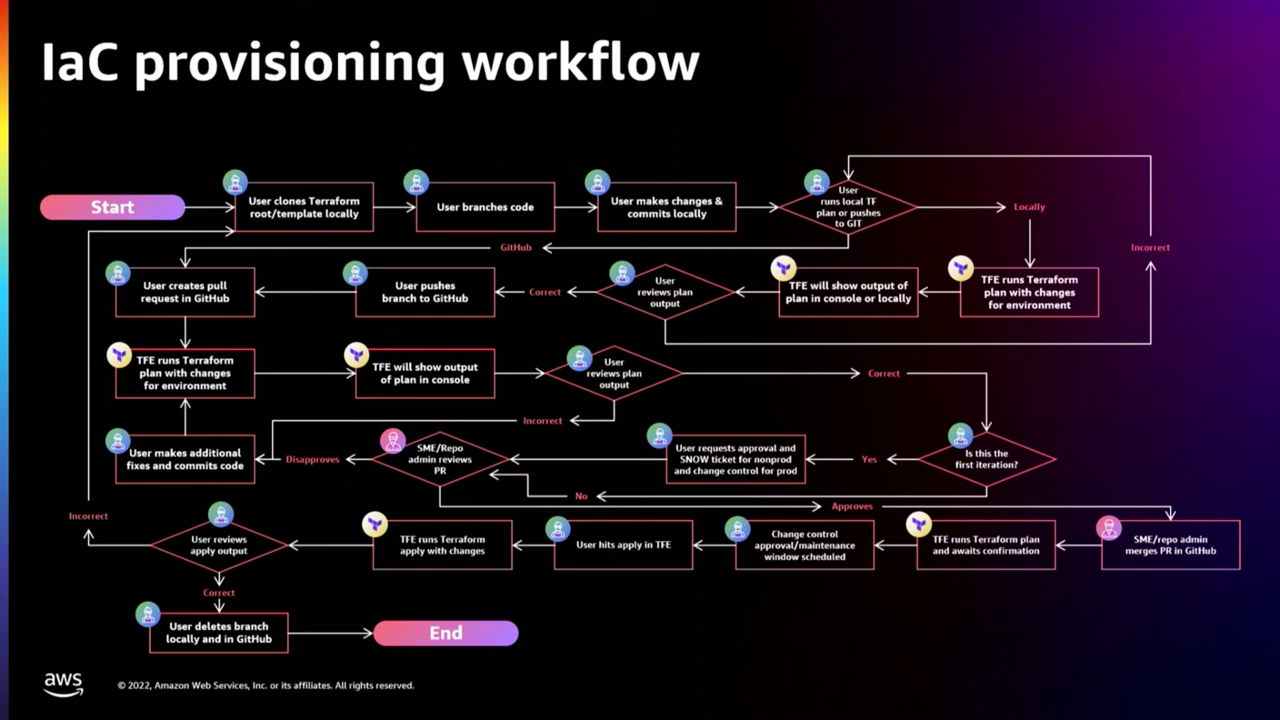 IaC provisioning workflow
Start
User clones Terraform
root/template locally
User branches code
User makes changes &
commits locally
User
runs local TF
plan or pushes
to GIT
Locally
GitHub
Incorrect
User creates pull
request in GitHub
User pushes
branch to GitHub
Correct
User
reviews plan
output
TFE will show output of
plan in console or locally
TFE runs Terraform
plan with changes
for environment
TFE runs Terraform
plan with changes
for environment
TFE will show output
of plan in console
User
reviews plan
output
Correct
Incorrect
User makes additional
fixes and commits code
Disapproves
SME/Repo
admin reviews
PR
User requests approval and
SNOW ticket for nonprod
and change control for prod
Yes
Is this the
first iteration?
No
Approves
Incorrect
User reviews
apply output
TFE runs Terraform
apply with changes
User hits apply in TFE
Change control
approval/maintenance
window scheduled
TFE runs Terraform plan
and awaits confirmation
SME/repo admin
merges PR in GitHub
Correct
User deletes branch
locally and in GitHub
End
aws
© 2022, Amazon Web Services, Inc. or its affiliates. All rights reserved.